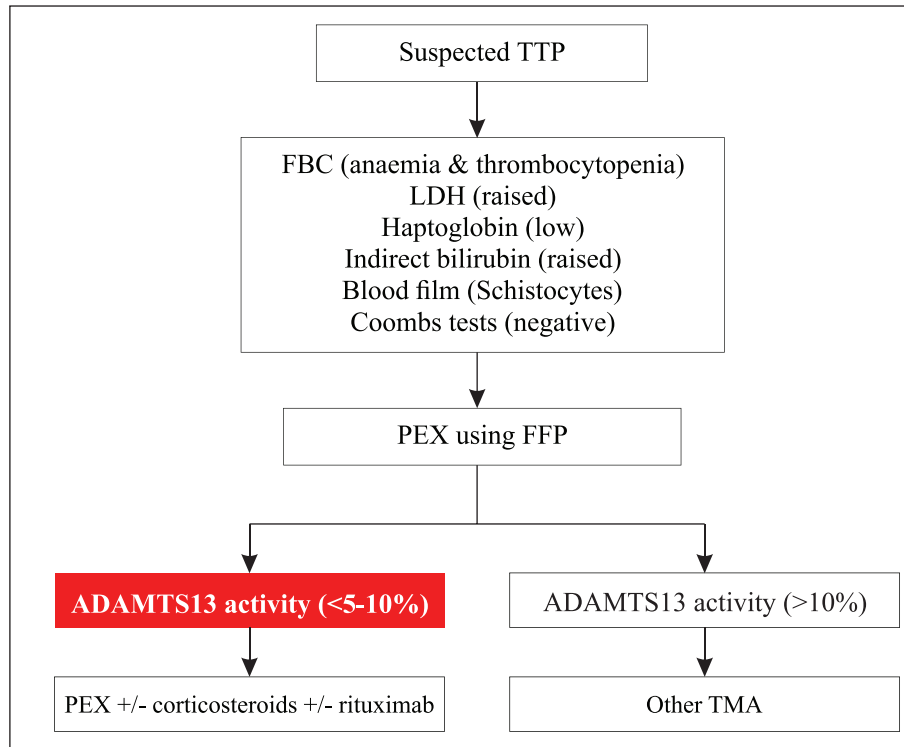 Suspected TTP
FBC (anaemia & thrombocytopenia)
LDH (raised)
Haptoglobin (low)
Indirect bilirubin (raised)
Blood film (Schistocytes)
Coombs tests (negative)
PEX using FFP
ADAMTS13 activity (<5-10%)
ADAMTS13 activity (>10%)
PEX +/- corticosteroids +/- rituximab
Other TMA